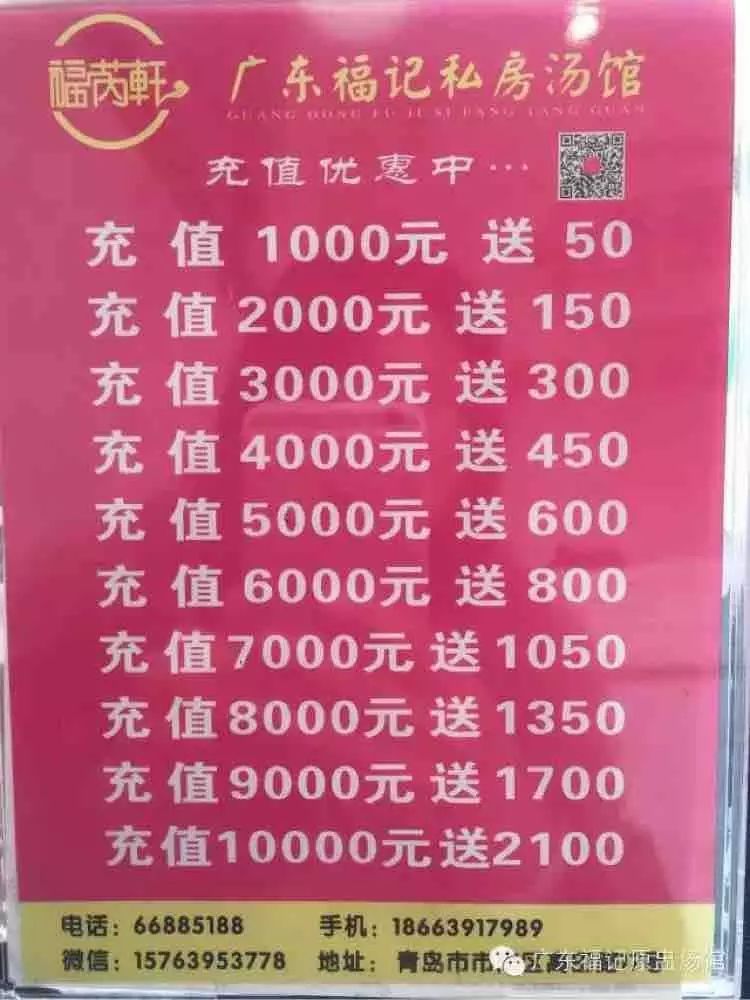 福芮軒
广东福记私房汤馆
GUANG DONG FU JI SI FANG TANG GUAN
充值优惠中···
充值 1000元 送 50
充值 2000元 送 150
充值 3000元 送 300
充值 4000元 送 450
充值 5000元 送 600
充值 6000元 送 800
充值 7000元 送 1050
充值 8000元 送 1350
充值 9000元 送 1700
充值 10000元 送 2100
电话：66885188 手机：18663917989
微信：15763953778 地址：青岛市市
广东福记原盅汤馆